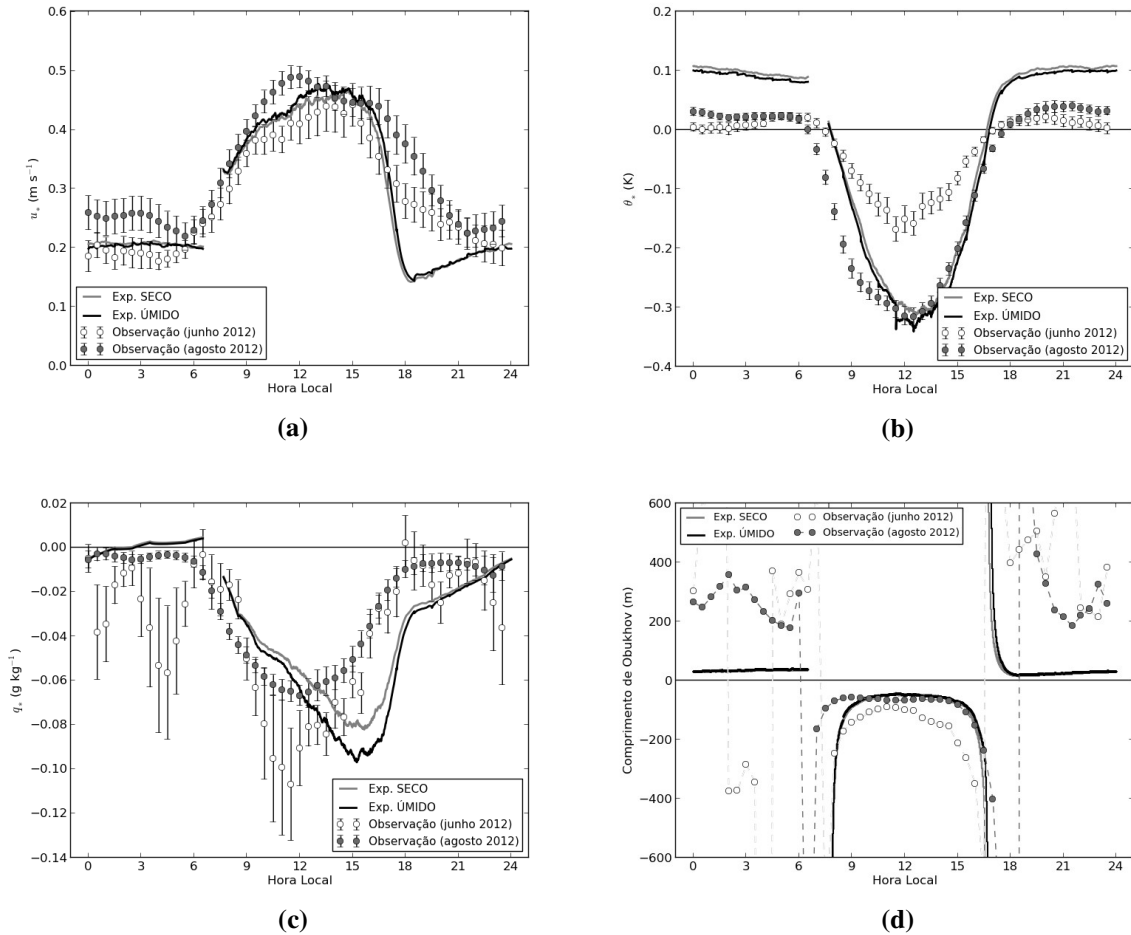 0.6
0.5
0.4
0.3
0.2
0.1
0.0
u* (m s⁻¹)
Exp. SECO
Exp. ÚMIDO
Observação (junho 2012)
Observação (agosto 2012)
0 3 6 9 12 15 18 21 24
Hora Local
(a)
0.2
0.1
0.0
−0.1
−0.2
−0.3
−0.4
θ* (K)
Exp. SECO
Exp. ÚMIDO
Observação (junho 2012)
Observação (agosto 2012)
0 3 6 9 12 15 18 21 24
Hora Local
(b)
0.02
0.00
−0.02
−0.04
−0.06
−0.08
−0.10
−0.12
−0.14
q* (g kg⁻¹)
Exp. SECO
Exp. ÚMIDO
Observação (junho 2012)
Observação (agosto 2012)
0 3 6 9 12 15 18 21 24
Hora Local
(c)
600
400
200
0
−200
−400
−600
Comprimento de Obukhov (m)
Exp. SECO
Exp. ÚMIDO
Observação (junho 2012)
Observação (agosto 2012)
0 3 6 9 12 15 18 21 24
Hora Local
(d)